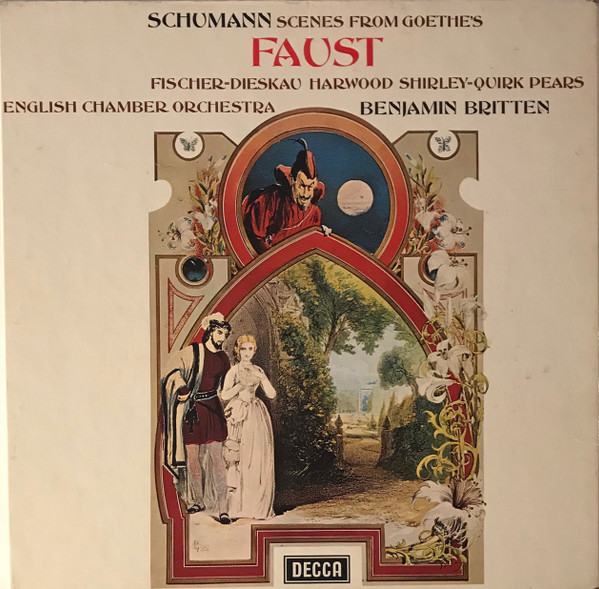 SCHUMANN SCENES FROM GOETHE'S
FAUST
FISCHER-DIESKAU HARWOOD SHIRLEY-QUIRK PEARS
ENGLISH CHAMBER ORCHESTRA BENJAMIN BRITTEN
DECCA